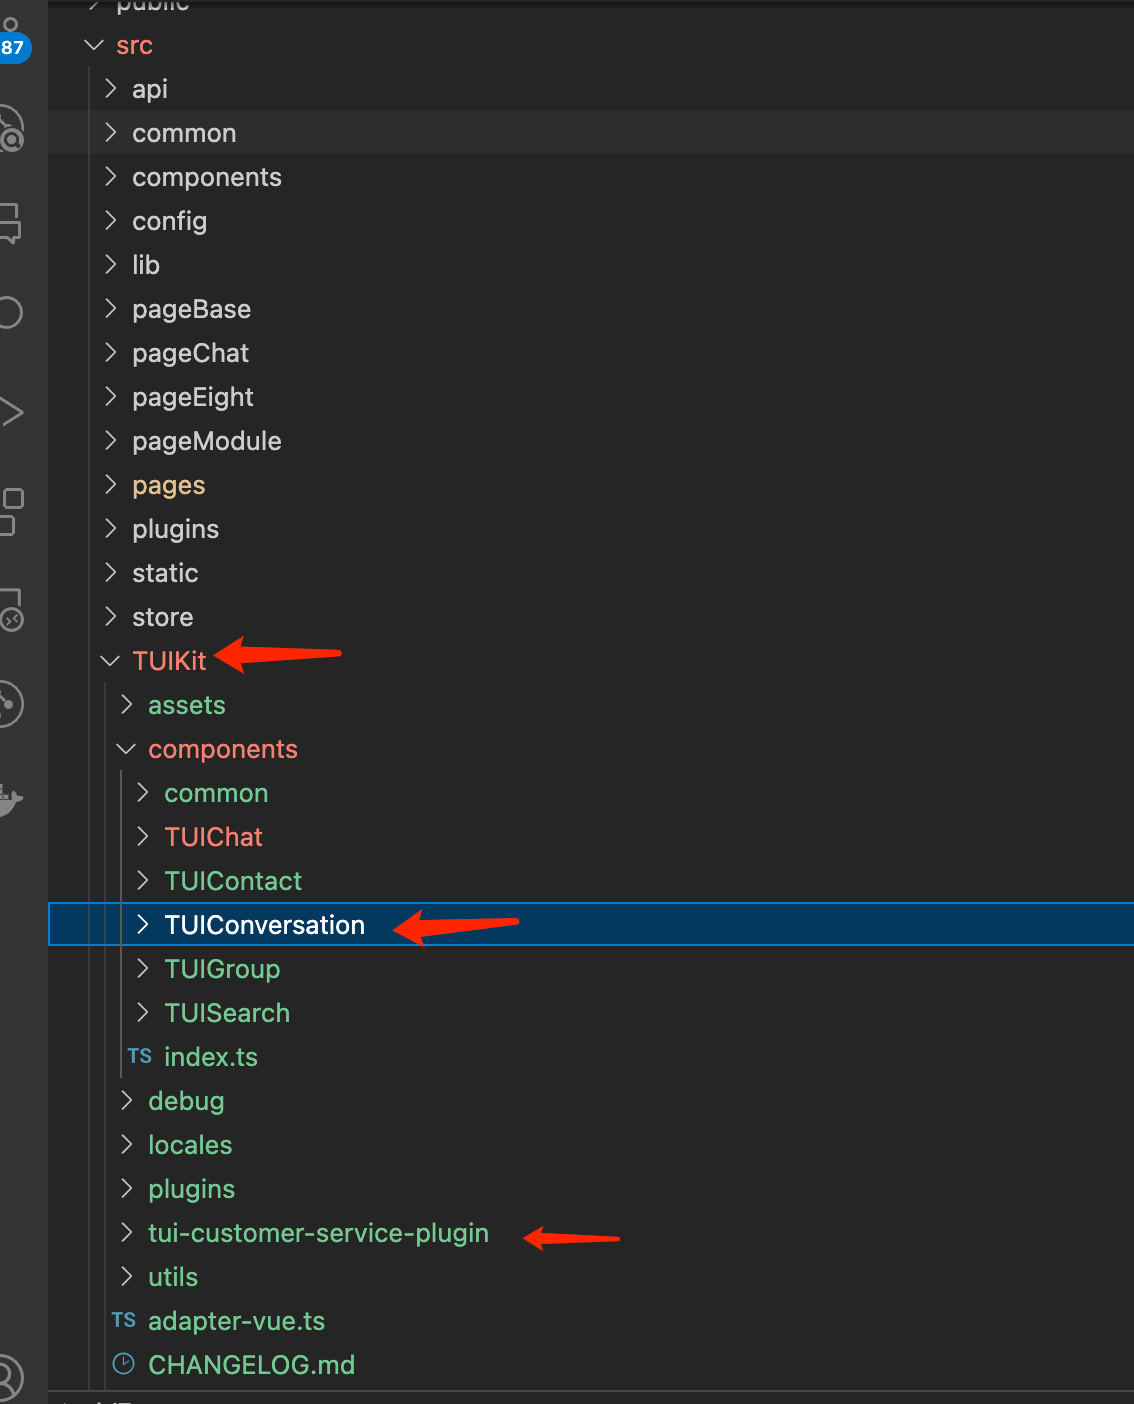 public
87
src
api
common
components
config
lib
pageBase
pageChat
pageEight
pageModule
pages
plugins
static
store
TUIKit
assets
components
common
TUIChat
TUIContact
TUIConversation
TUIGroup
TUISearch
TS index.ts
debug
locales
plugins
tui-customer-service-plugin
utils
TS adapter-vue.ts
CHANGELOG.md